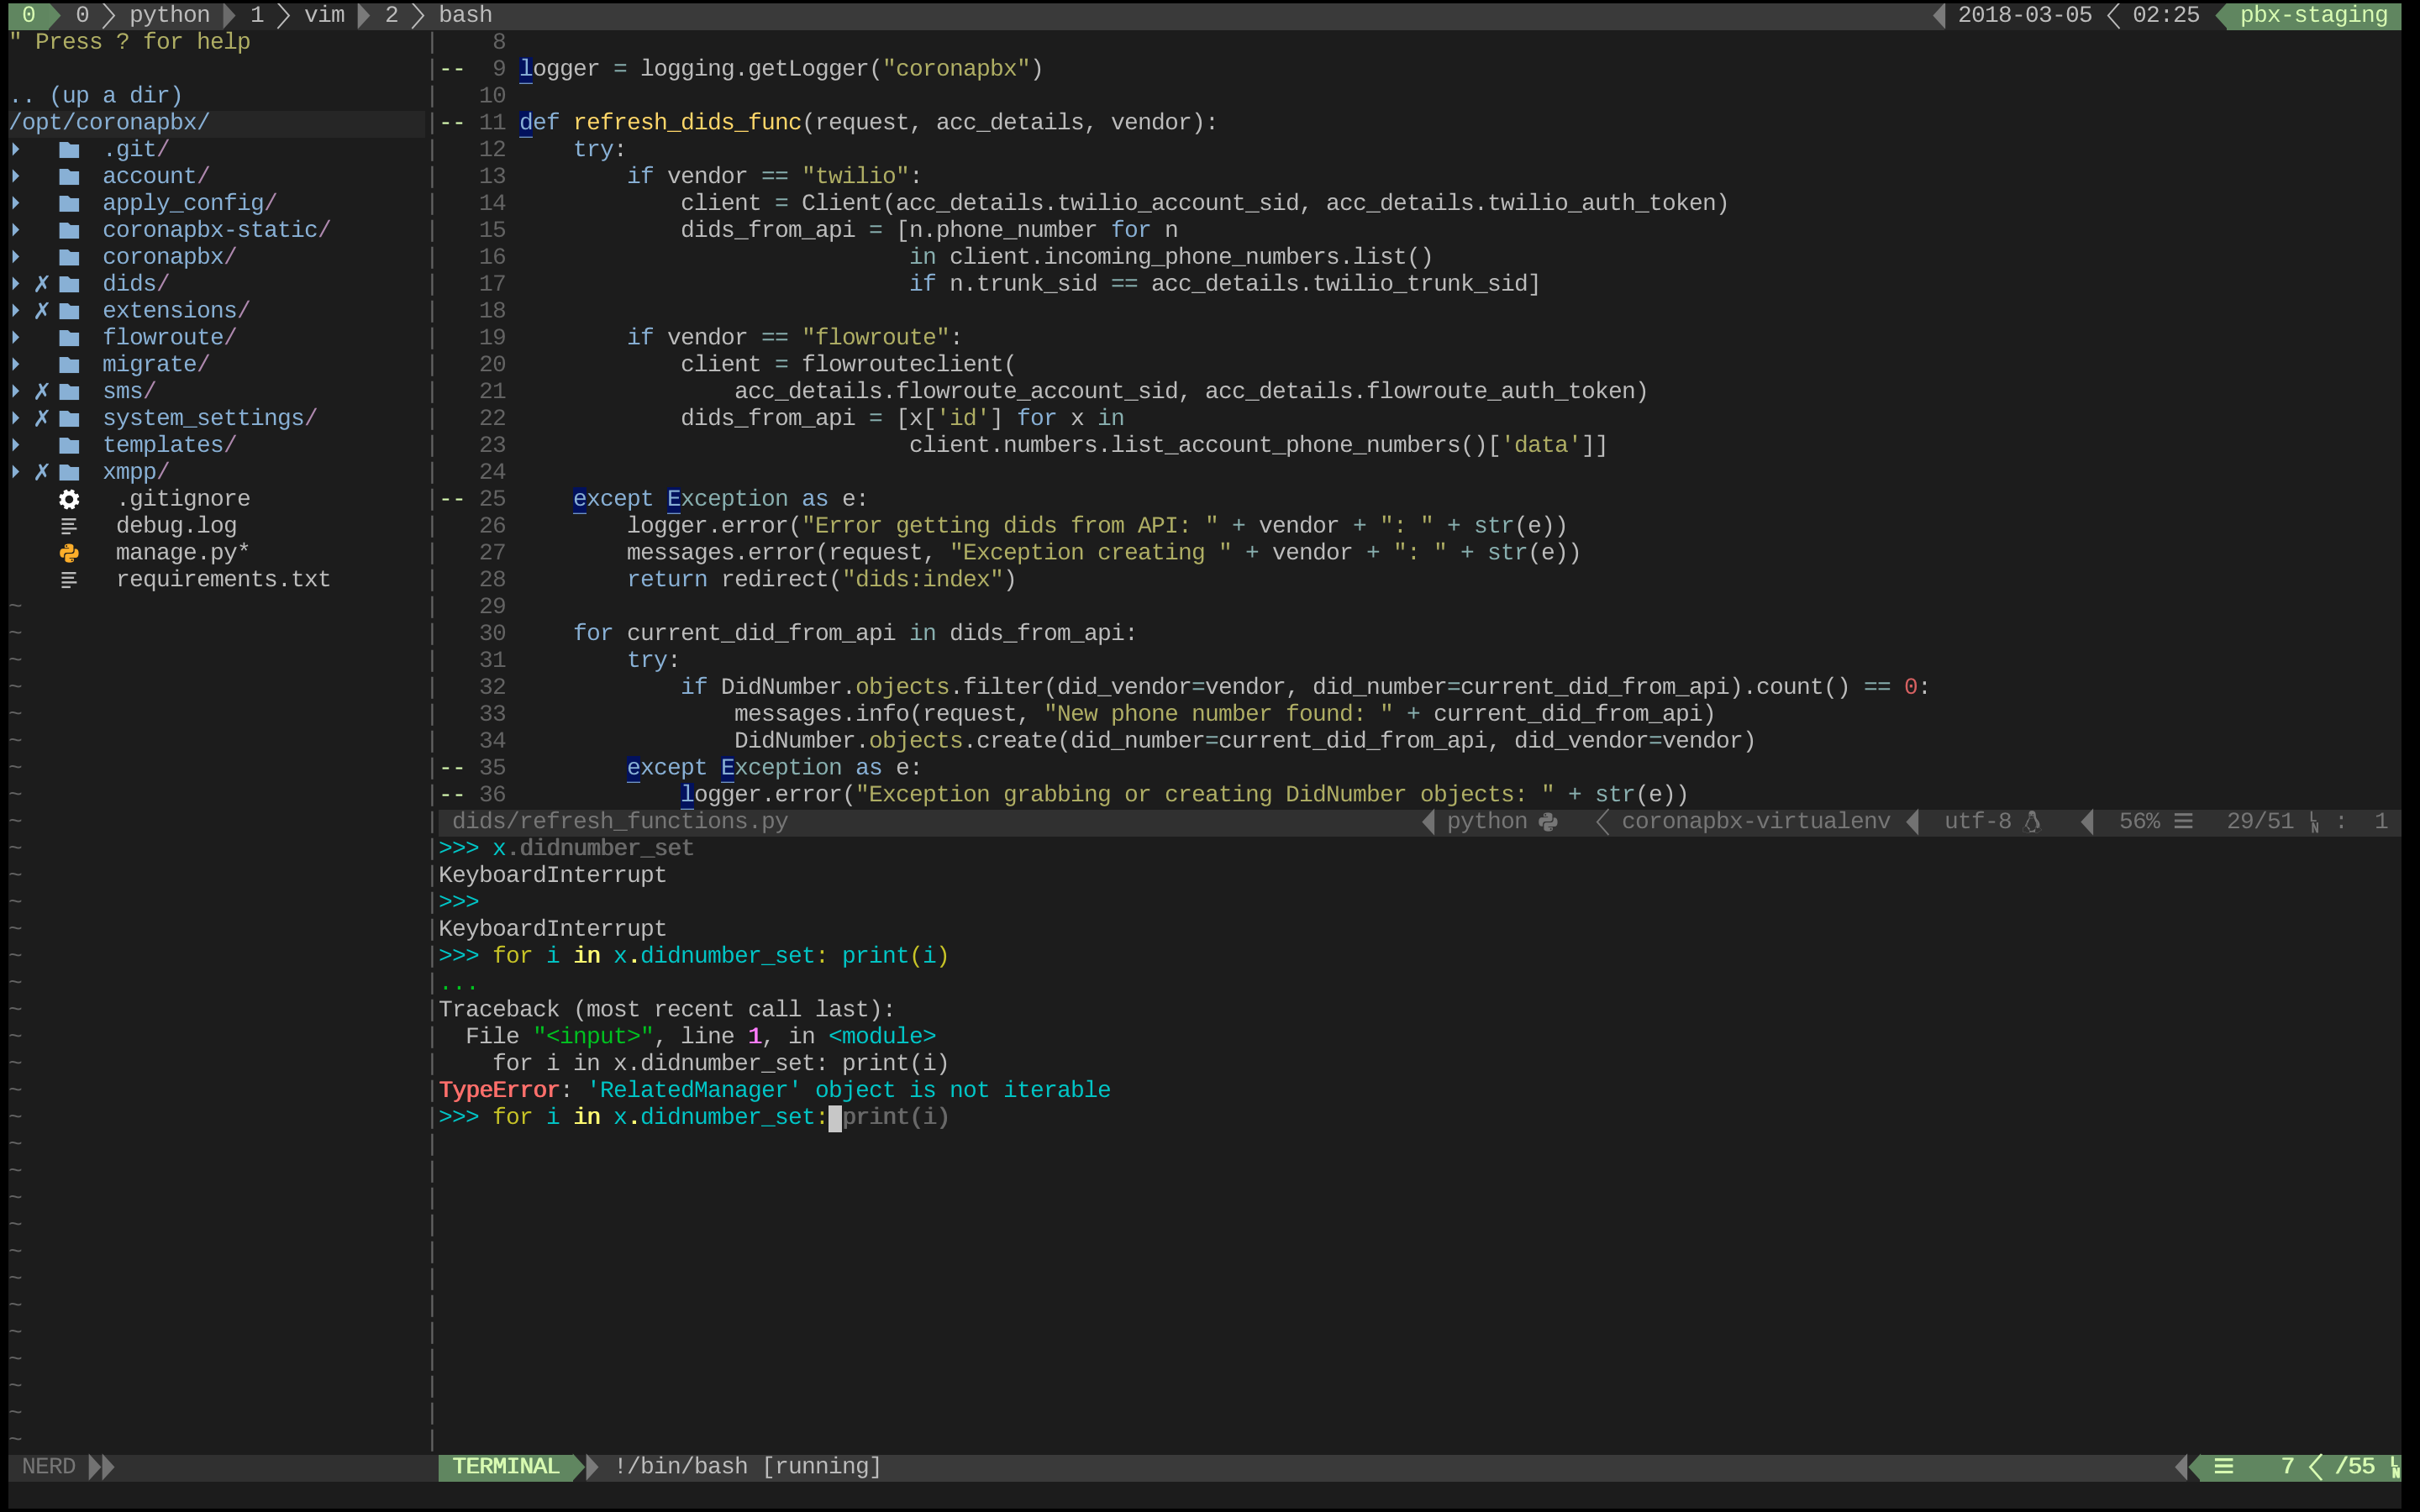 0 0 python 1 vim 2 bash 2018-03-05 02:25 pbx-staging
" Press ? for help
.. (up a dir)
/opt/coronapbx/
.git/
account/
apply_config/
coronapbx-static/
coronapbx/
✗ dids/
✗ extensions/
flowroute/
migrate/
✗ sms/
✗ system_settings/
templates/
✗ xmpp/
.gitignore
debug.log
manage.py*
requirements.txt
NERD
8
-- 9 logger = logging.getLogger("coronapbx")
10
-- 11 def refresh_dids_func(request, acc_details, vendor):
12     try:
13         if vendor == "twilio":
14             client = Client(acc_details.twilio_account_sid, acc_details.twilio_auth_token)
15             dids_from_api = [n.phone_number for n
16                              in client.incoming_phone_numbers.list()
17                              if n.trunk_sid == acc_details.twilio_trunk_sid]
18
19         if vendor == "flowroute":
20             client = flowrouteclient(
21                 acc_details.flowroute_account_sid, acc_details.flowroute_auth_token)
22             dids_from_api = [x['id'] for x in
23                              client.numbers.list_account_phone_numbers()['data']]
24
-- 25     except Exception as e:
26         logger.error("Error getting dids from API: " + vendor + ": " + str(e))
27         messages.error(request, "Exception creating " + vendor + ": " + str(e))
28         return redirect("dids:index")
29
30     for current_did_from_api in dids_from_api:
31         try:
32             if DidNumber.objects.filter(did_vendor=vendor, did_number=current_did_from_api).count() == 0:
33                 messages.info(request, "New phone number found: " + current_did_from_api)
34                 DidNumber.objects.create(did_number=current_did_from_api, did_vendor=vendor)
-- 35         except Exception as e:
-- 36             logger.error("Exception grabbing or creating DidNumber objects: " + str(e))
dids/refresh_functions.py python coronapbx-virtualenv utf-8 56% ☰ 29/51 ㏑ : 1
>>> x.didnumber_set
KeyboardInterrupt
>>>
KeyboardInterrupt
>>> for i in x.didnumber_set: print(i)
...
Traceback (most recent call last):
  File "<input>", line 1, in <module>
    for i in x.didnumber_set: print(i)
TypeError: 'RelatedManager' object is not iterable
>>> for i in x.didnumber_set: print(i)
TERMINAL !/bin/bash [running] ☰ 7 /55 ㏑